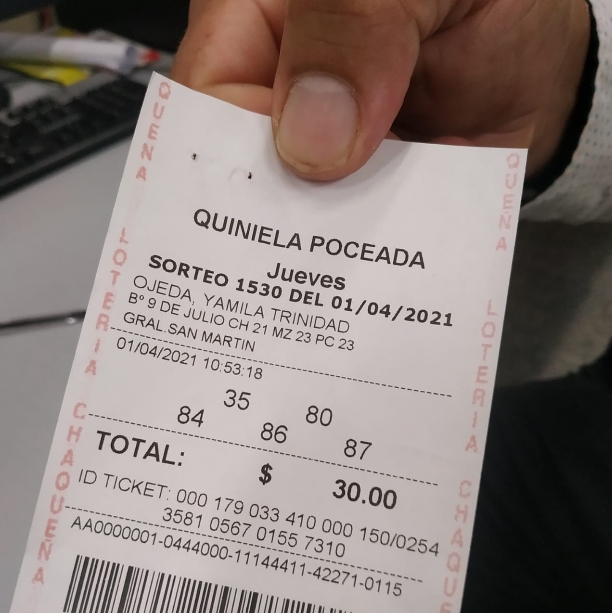 QUINIELA POCEADA
Jueves
SORTEO 1530 DEL 01/04/2021
OJEDA, YAMILA TRINIDAD
Bº 9 DE JULIO CH 21 MZ 23 PC 23
GRAL.SAN MARTIN
01/04/2021 10:53:18
35 80
84 86 87
TOTAL: $ 30.00
ID TICKET: 000 179 033 410 000 150/0254
3581 0567 0155 7310
AA0000001-0444000-11144411-42271-0115
QUEÑA LOTERIA CHAQUEÑA
QUEÑA LOTERIA CHAQUE